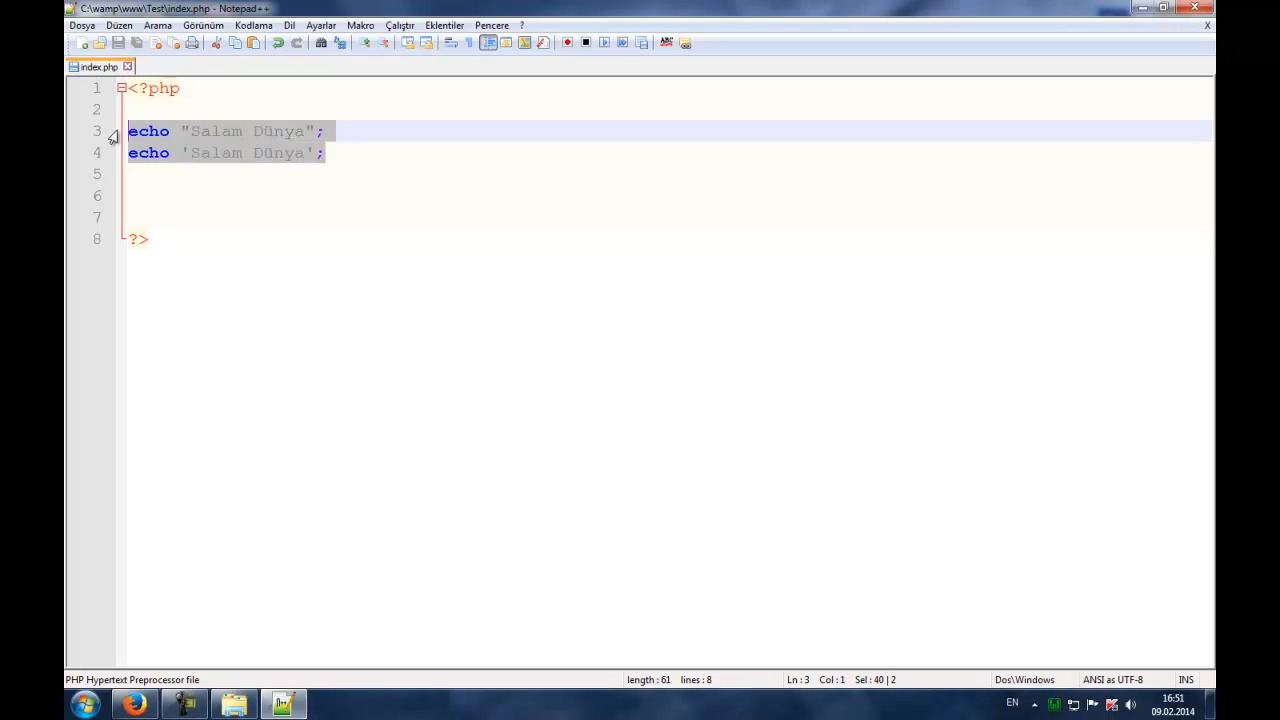 C:\wamp\www\Test\index.php - Notepad++
Dosya Düzen Arama Görünüm Kodlama Dil Ayarlar Makro Çalıştır Eklentiler Pencere ? X
index.php
1 <?php
2
3 echo "Salam Dünya";
4 echo 'Salam Dünya';
5
6
7
8 ?>
PHP Hypertext Preprocessor file length : 61 lines : 8 Ln : 3 Col : 1 Sel : 40 | 2 Dos\Windows ANSI as UTF-8 INS
EN 16:51
09.02.2014